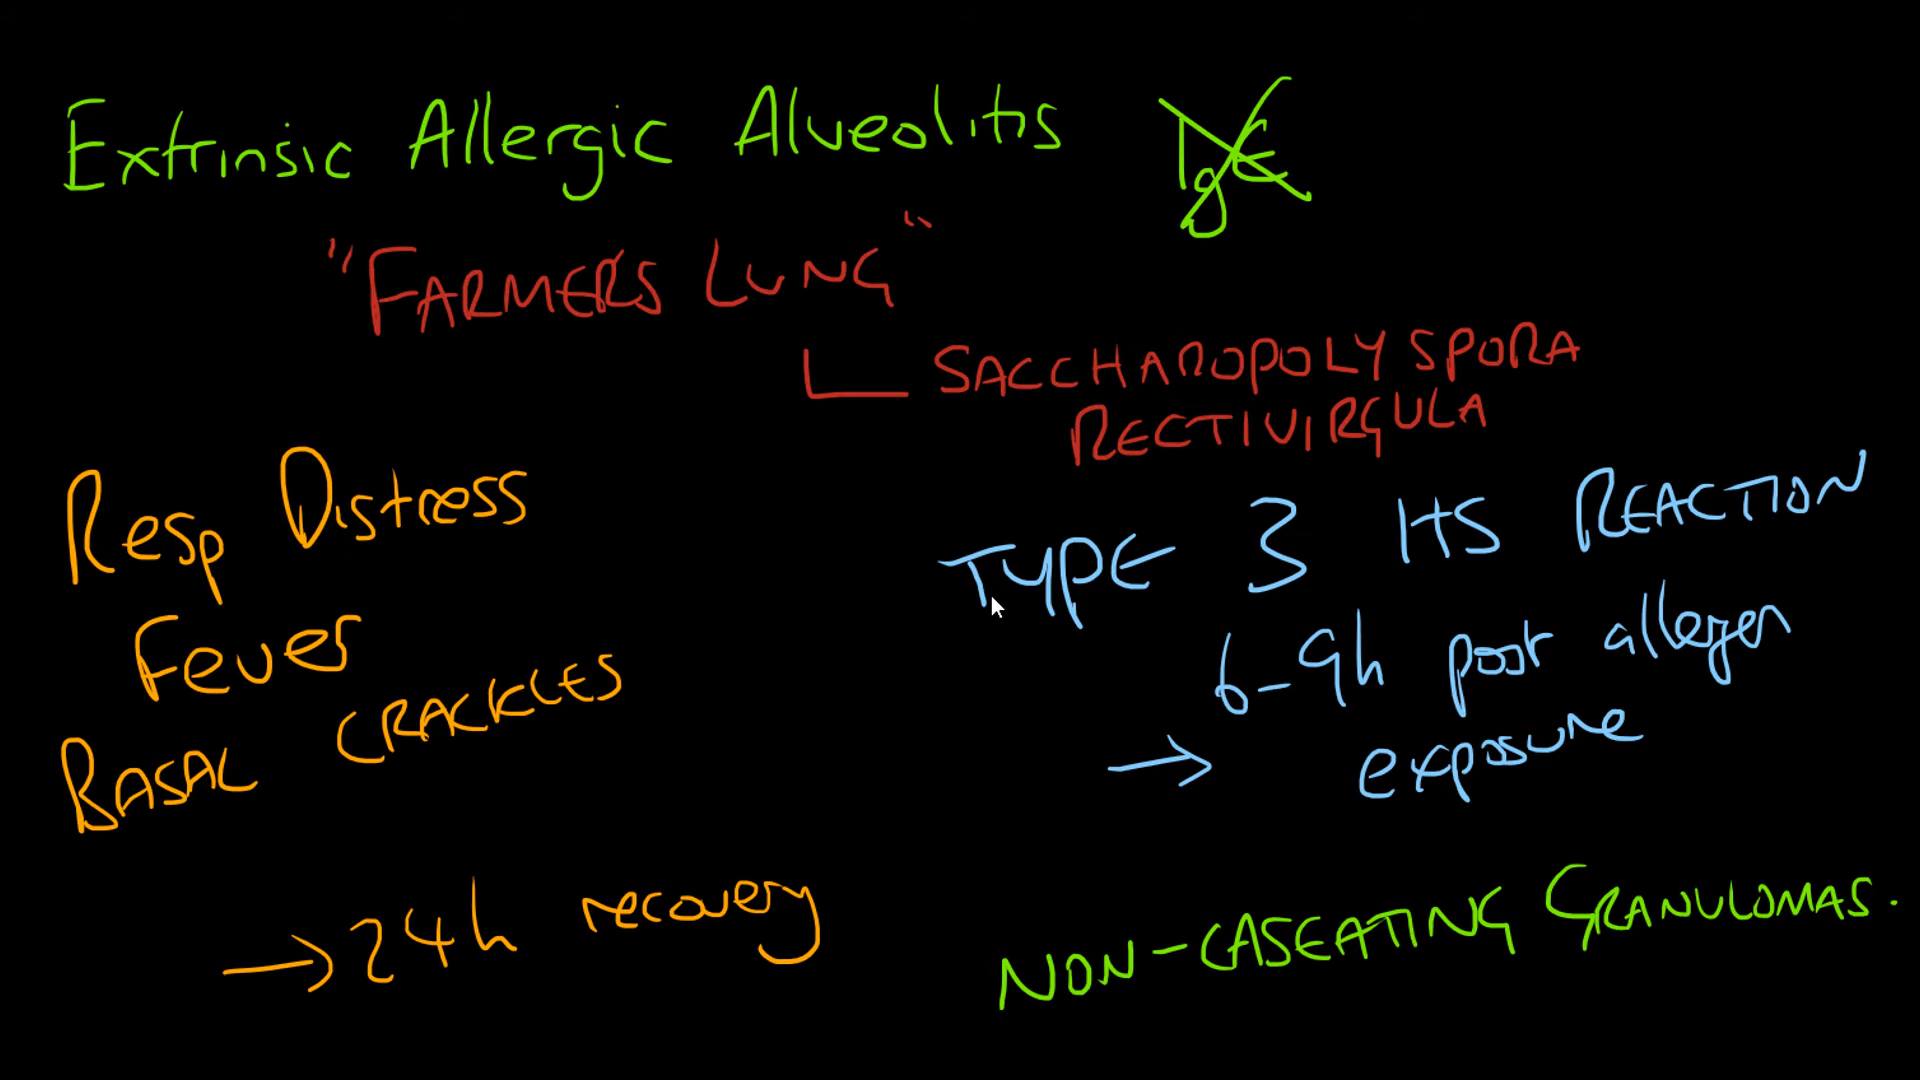 Extrinsic Allergic Alveolitis IgE
"FARMERS LUNG"
SACCHAROPOLYSPORA
RECTIVIRGULA
Resp Distress
Fever
BASAL CRACKLES
→ 24h recovery
TYPE 3 HS REACTION
6-9h post allergen
→ exposure
NON-CASEATING GRANULOMAS.